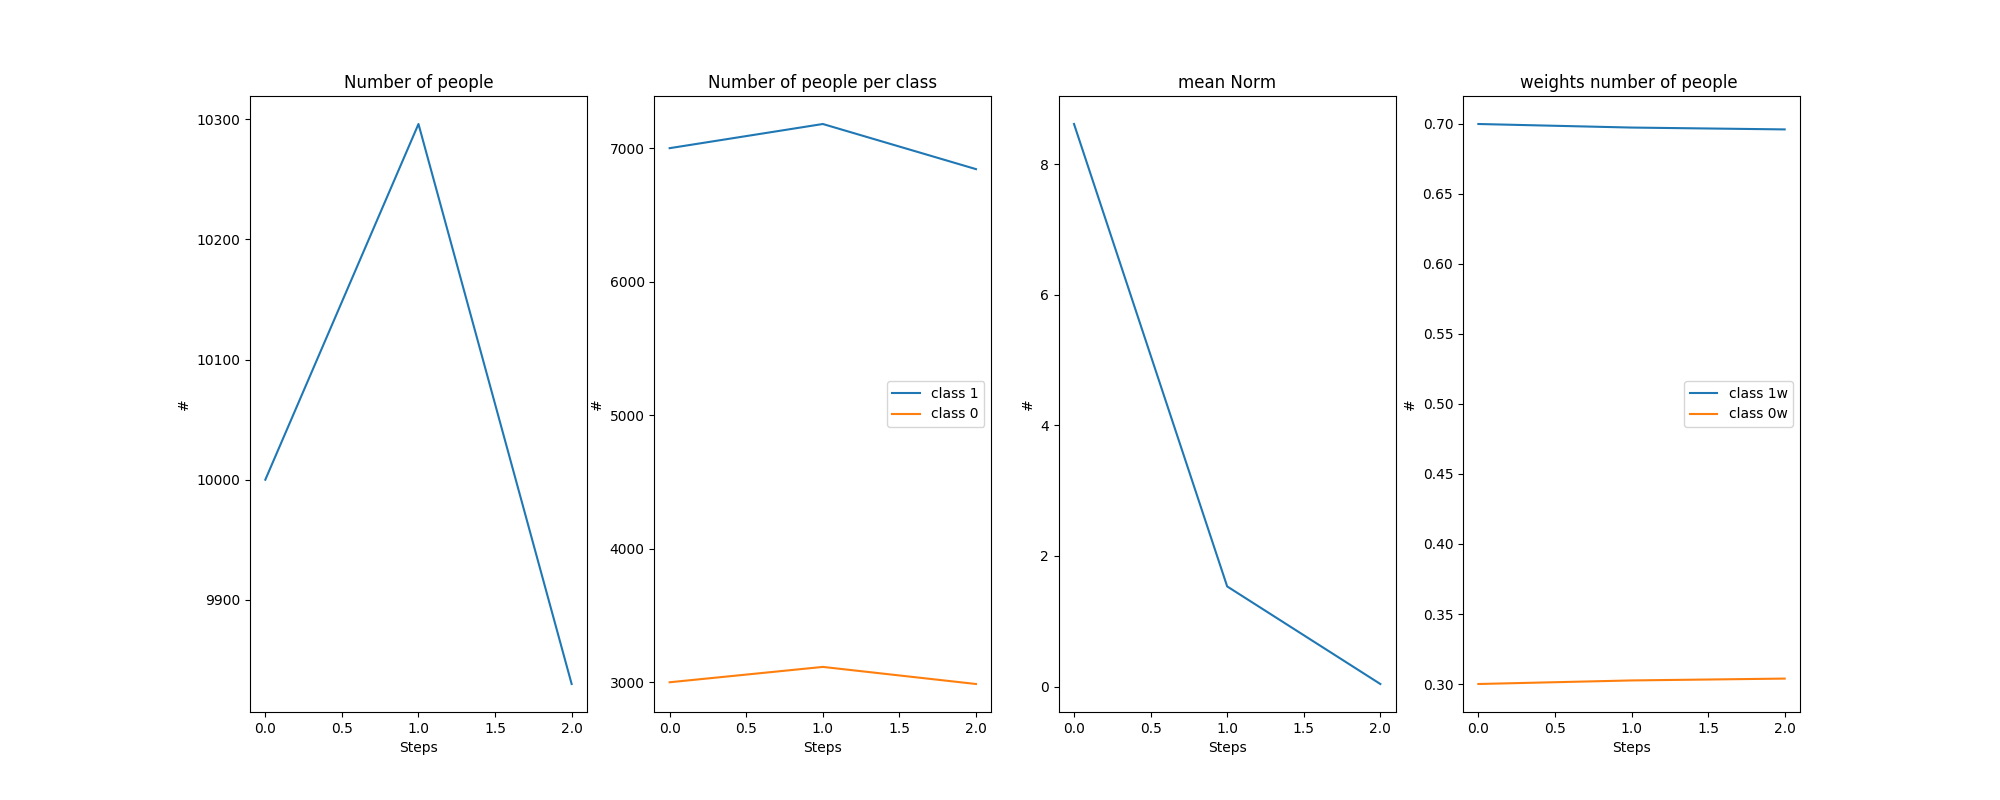 Number of people
10300
10200
10100
10000
9900
#
0.0 0.5 1.0 1.5 2.0
Steps
Number of people per class
7000
6000
5000
4000
3000
#
class 1
class 0
0.0 0.5 1.0 1.5 2.0
Steps
mean Norm
8
6
4
2
0
#
0.0 0.5 1.0 1.5 2.0
Steps
weights number of people
0.70
0.65
0.60
0.55
0.50
0.45
0.40
0.35
0.30
#
class 1w
class 0w
0.0 0.5 1.0 1.5 2.0
Steps